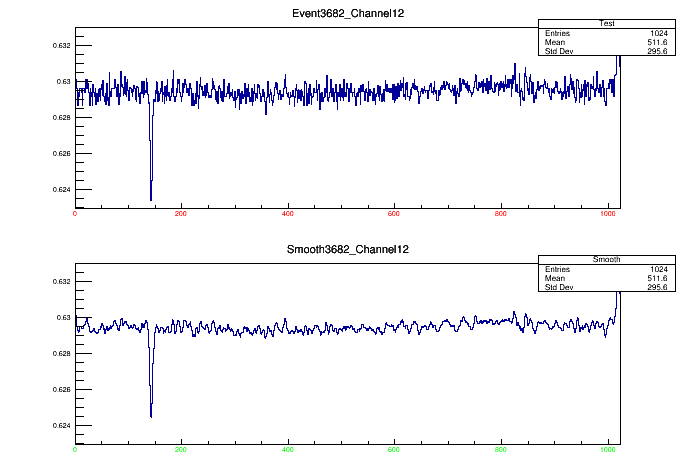 Event3682_Channel12
Test
Entries 1024
Mean 511.6
Std Dev 295.6
0.632
0.63
0.628
0.626
0.624
0 200 400 600 800 1000
Smooth3682_Channel12
Smooth
Entries 1024
Mean 511.6
Std Dev 295.6
0.632
0.63
0.628
0.626
0.624
0 200 400 600 800 1000